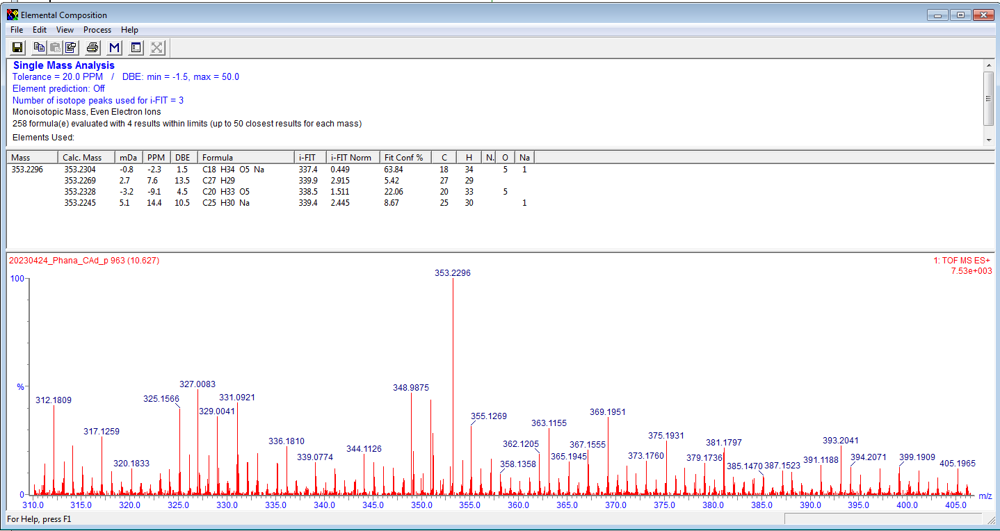 Elemental Composition
File Edit View Process Help
M
Single Mass Analysis
Tolerance = 20.0 PPM / DBE: min = -1.5, max = 50.0
Element prediction: Off
Number of isotope peaks used for i-FIT = 3
Monoisotopic Mass, Even Electron Ions
258 formula(e) evaluated with 4 results within limits (up to 50 closest results for each mass)
Elements Used:
Mass Calc. Mass mDa PPM DBE Formula i-FIT i-FIT Norm Fit Conf % C H N. O Na
353.2296 353.2304 -0.8 -2.3 1.5 C18 H34 O5 Na 337.4 0.449 63.84 18 34 5 1
353.2269 2.7 7.6 13.5 C27 H29 339.9 2.915 5.42 27 29
353.2328 -3.2 -9.1 4.5 C20 H33 O5 338.5 1.511 22.06 20 33 5
353.2245 5.1 14.4 10.5 C25 H30 Na 339.4 2.445 8.67 25 30 1
20230424_Phana_CAd_p 963 (10.627)
1: TOF MS ES+
7.53e+003
353.2296
100
327.0083
348.9875
%
312.1809
325.1566
331.0921
329.0041
369.1951
355.1269
363.1155
317.1259
336.1810
362.1205
367.1555
375.1931
381.1797
393.2041
320.1833
339.0774
344.1126
358.1358
365.1945
373.1760
379.1736
385.1470
387.1523
391.1188
394.2071
399.1909
405.1965
0
310.0 315.0 320.0 325.0 330.0 335.0 340.0 345.0 350.0 355.0 360.0 365.0 370.0 375.0 380.0 385.0 390.0 395.0 400.0 405.0 m/z
For Help, press F1